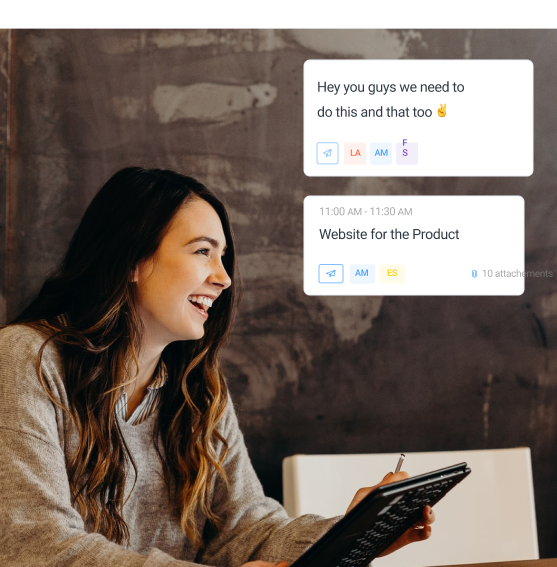 Hey you guys we need to
do this and that too ✌️
LA AM F
S
11:00 AM - 11:30 AM
Website for the Product
AM ES 10 attachements